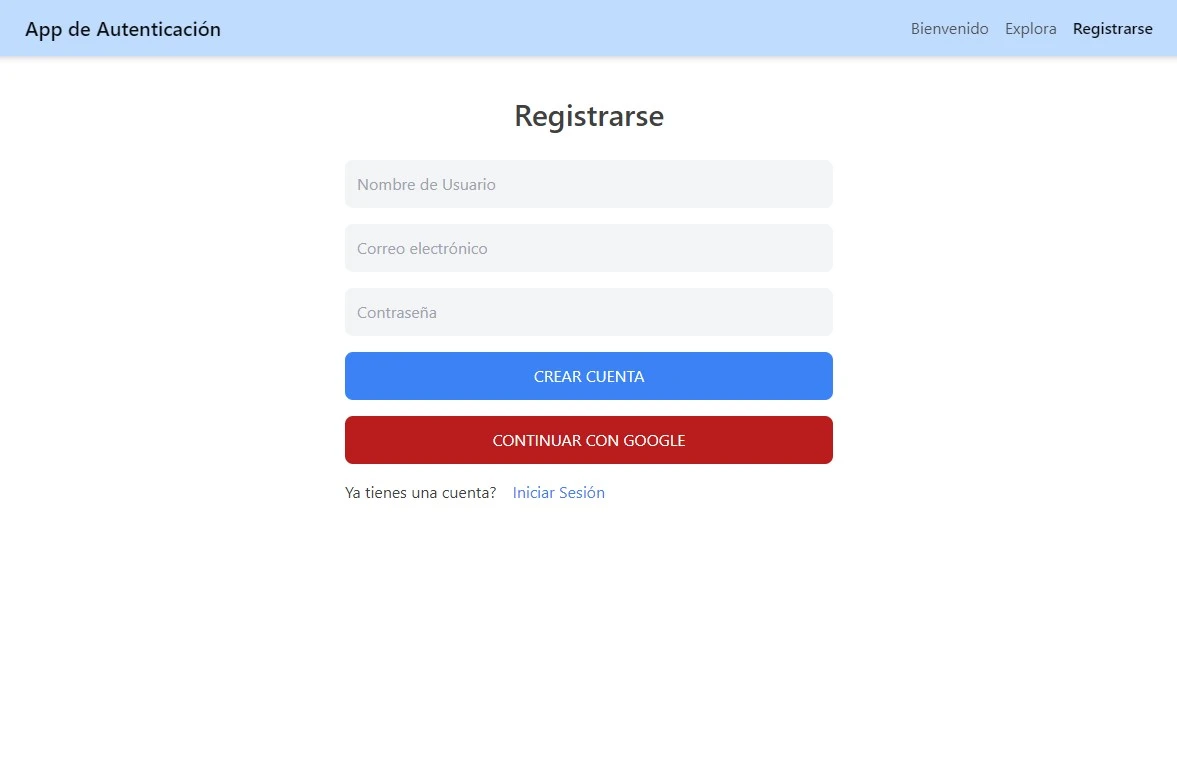 App de Autenticación
Bienvenido Explora Registrarse
Registrarse
Nombre de Usuario
Correo electrónico
Contraseña
CREAR CUENTA
CONTINUAR CON GOOGLE
Ya tienes una cuenta? Iniciar Sesión